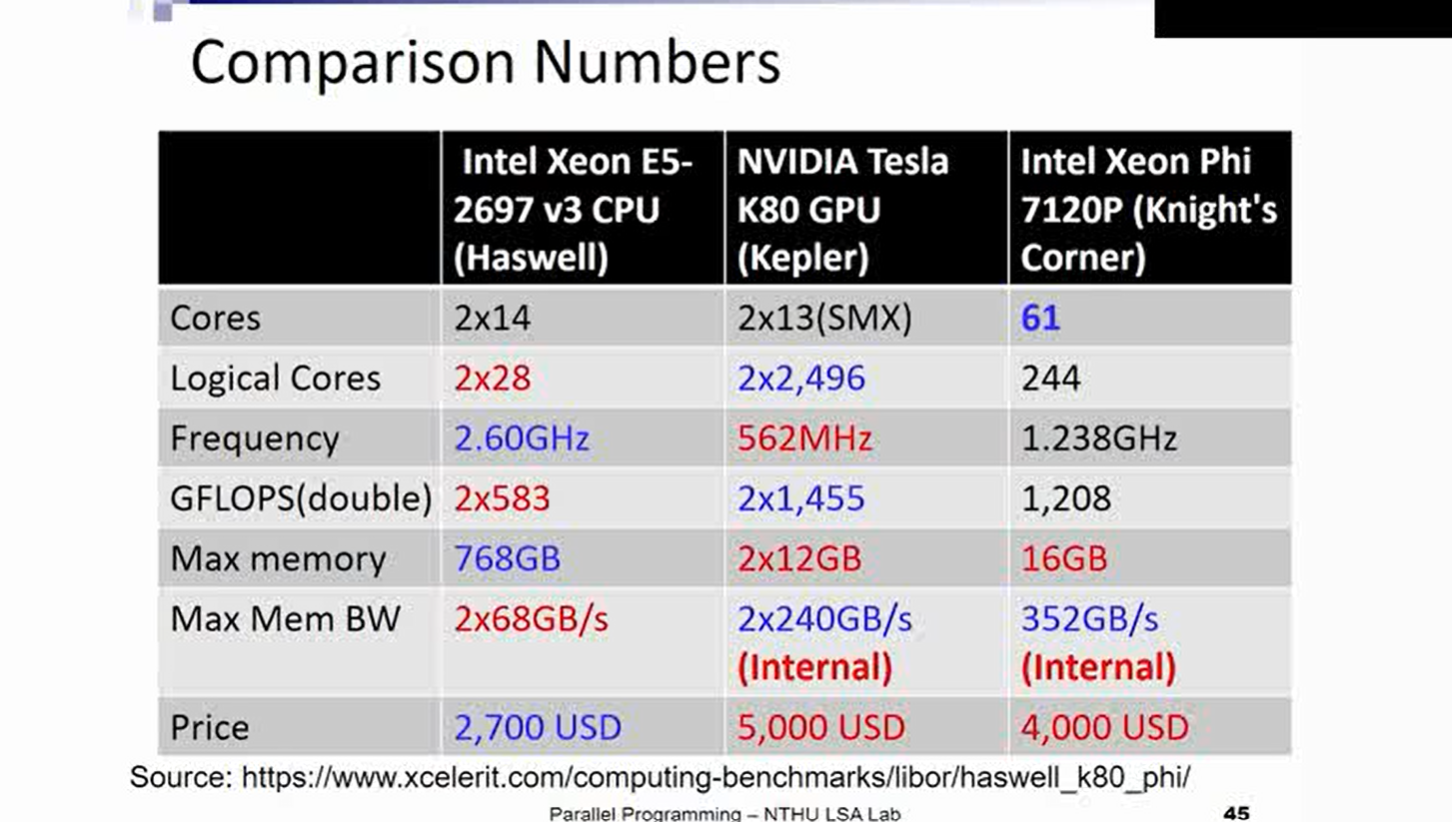 Comparison Numbers
Intel Xeon E5-
2697 v3 CPU
(Haswell)
NVIDIA Tesla
K80 GPU
(Kepler)
Intel Xeon Phi
7120P (Knight's
Corner)
Cores 2x14 2x13(SMX) 61
Logical Cores 2x28 2x2,496 244
Frequency 2.60GHz 562MHz 1.238GHz
GFLOPS(double) 2x583 2x1,455 1,208
Max memory 768GB 2x12GB 16GB
Max Mem BW 2x68GB/s 2x240GB/s 352GB/s
(Internal) (Internal)
Price 2,700 USD 5,000 USD 4,000 USD
Source: https://www.xcelerit.com/computing-benchmarks/libor/haswell_k80_phi/
Parallel Programming – NTHU LSA Lab 45